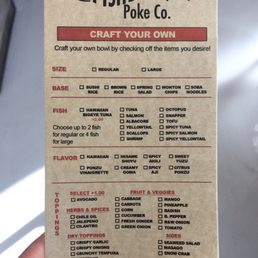 Poke Co.
CRAFT YOUR OWN
Craft your own bowl by checking off the items you desire!
SIZE REGULAR LARGE
BASE SUSHI RICE BROWN RICE SPRING SALAD WONTON CHIPS SOBA NOODLES
FISH HAWAIIAN BIGEYE TUNA TUNA OCTOPUS
SALMON SNAPPER
ALBACORE TOFU
Choose up to 2 fish SHRIMP SPICY TUNA
for regular or 4 fish YELLOWTAIL SPICY SALMON
for large SCALLOPS SPICY YELLOWTAIL
FLAVOR HAWAIIAN SESAME SHOYU SPICY AIOLI SWEET YUZU
PONZU VINAIGRETTE CREAMY GOMA SPICY CITRUS PONZU
TOPPINGS
SELECT +1.00 FRUIT & VEGGIES
AVOCADO CABBAGE MANGO
CARROTS PINEAPPLE
HERBS & SPICES CORN RADISH
CHILE OIL CUCUMBER B. PEPPER
JALAPENO FRESH GINGER RAW ONION
CILANTRO GREEN ONION TOMATO
DRY TOPPINGS SIDES
CRISPY GARLIC SEAWEED SALAD
CRISPY ONIONS MASAGO
CRUNCHY TEMPURA SNOW CRAB